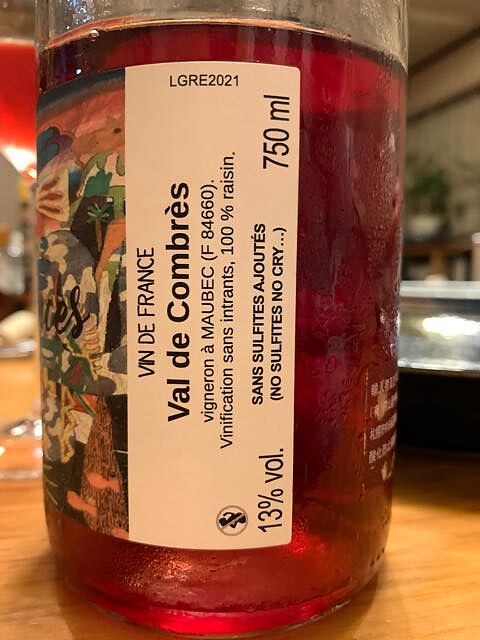 LGRE2021
VIN DE FRANCE
Val de Combrès
vigneron à MAUBEC (F 84660).
Vinification sans intrants, 100 % raisin.
SANS SULFITES AJOUTÉS
(NO SULFITES NO CRY...)
13% vol.
750 ml